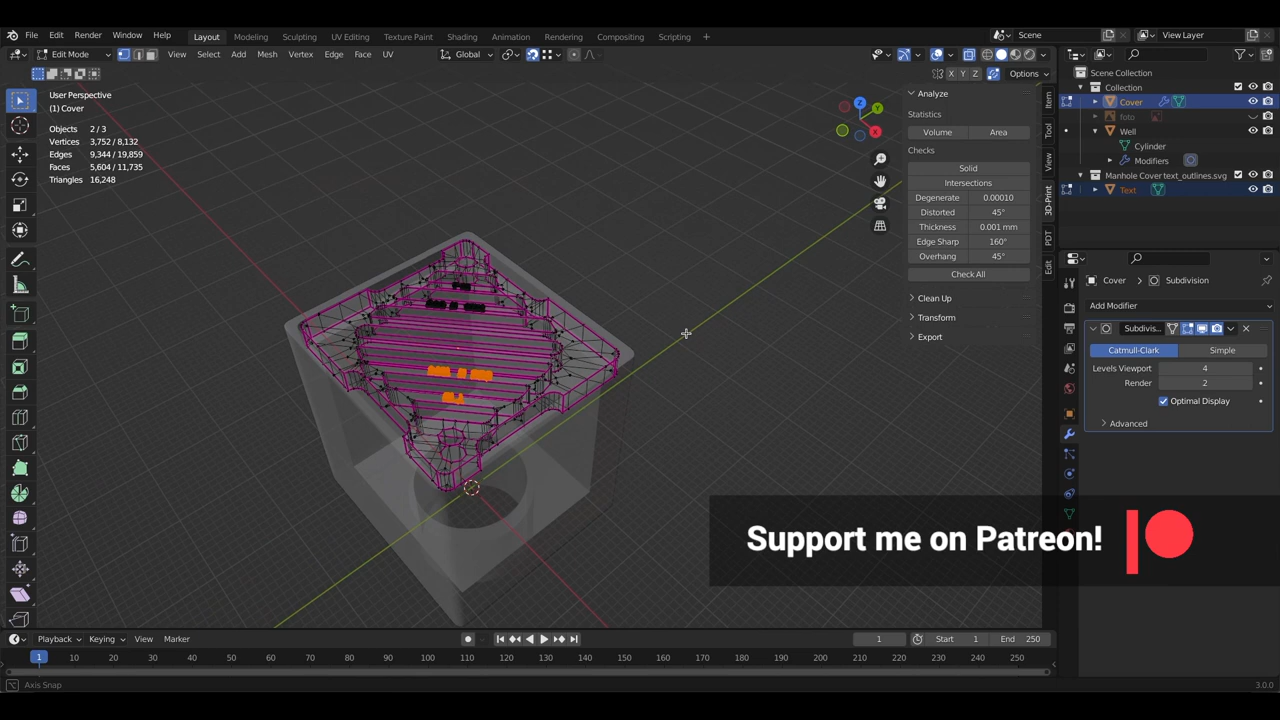 File Edit Render Window Help Layout Modeling Sculpting UV Editing Texture Paint Shading Animation Rendering Compositing Scripting + Scene View Layer
Edit Mode View Select Add Mesh Vertex Edge Face UV Global
X Y Z Options
User Perspective
(1) Cover
Objects 2 / 3
Vertices 3,752 / 8,132
Edges 9,344 / 19,859
Faces 5,604 / 11,735
Triangles 16,248
Z
Y
X
Analyze
Statistics
Volume Area
Checks
Solid
Intersections
Degenerate 0.00010
Distorted 45°
Thickness 0.001 mm
Edge Sharp 160°
Overhang 45°
Check All
Clean Up
Transform
Export
Item
Tool
View
3D-Print
PDT
Edit
Scene Collection
Collection
Cover
foto
Well
Cylinder
Modifiers
Manhole Cover text_outlines.svg
Text
Cover Subdivision
Add Modifier
Subdivis...
Catmull-Clark Simple
Levels Viewport 4
Render 2
Optimal Display
Advanced
Support me on Patreon!
Playback Keying View Marker 1 Start 1 End 250
1 10 20 30 40 50 60 70 80 90 100 110 120 130 140 150 160 170 180 190 200 210 220 230 240 250
Axis Snap 3.0.0